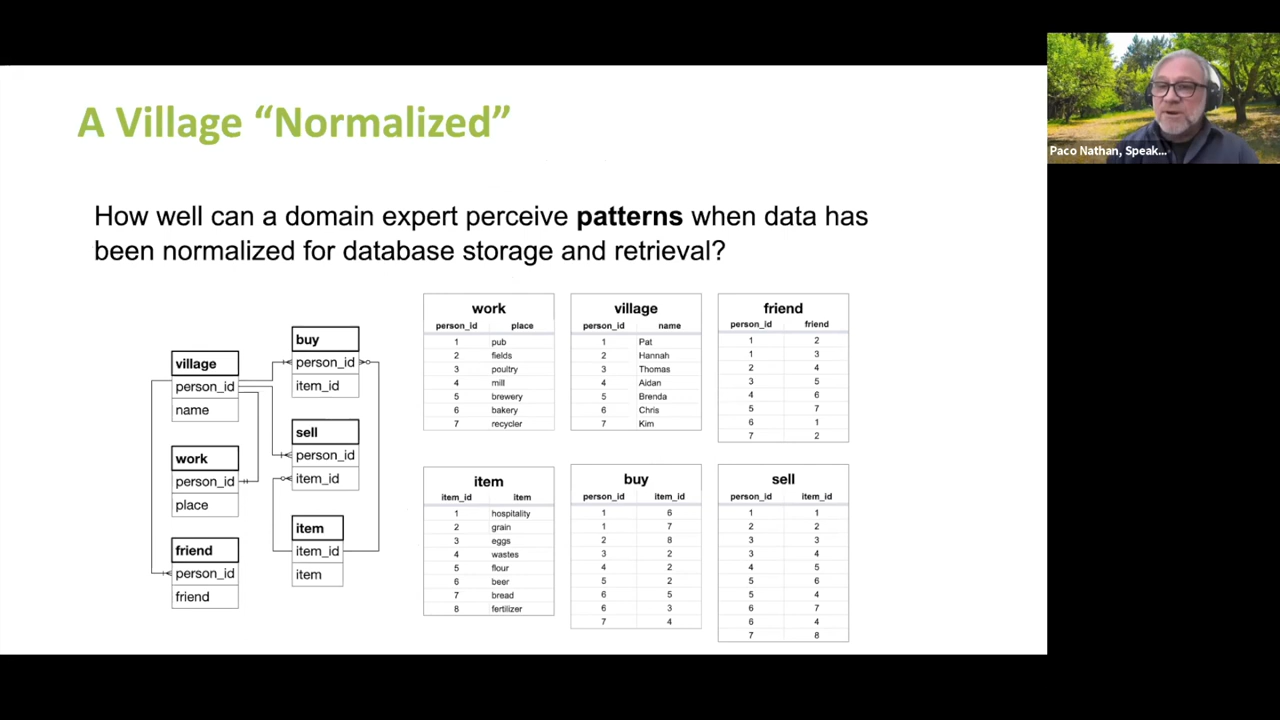 A Village “Normalized”
Paco Nathan, Speak...
How well can a domain expert perceive patterns when data has
been normalized for database storage and retrieval?
village
person_id
name
work
person_id
place
friend
person_id
friend
buy
person_id
item_id
sell
person_id
item_id
item
item_id
item
work
person_id place
1 pub
2 fields
3 poultry
4 mill
5 brewery
6 bakery
7 recycler
village
person_id name
1 Pat
2 Hannah
3 Thomas
4 Aidan
5 Brenda
6 Chris
7 Kim
friend
person_id friend
1 2
1 3
2 4
3 5
4 6
5 7
6 1
7 2
item
item_id item
1 hospitality
2 grain
3 eggs
4 wastes
5 flour
6 beer
7 bread
8 fertilizer
buy
person_id item_id
1 6
1 7
2 8
3 2
4 2
5 2
6 5
6 3
7 4
sell
person_id item_id
1 1
2 2
3 3
3 4
4 5
5 6
5 4
6 7
6 4
7 8